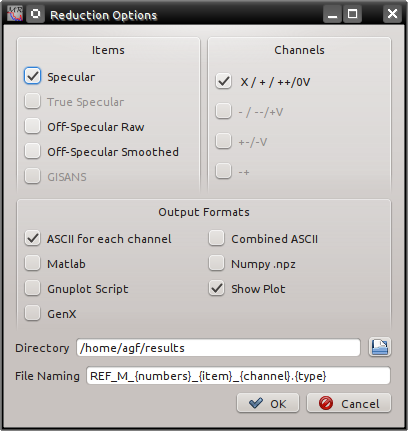 Reduction Options
Items
Specular
True Specular
Off-Specular Raw
Off-Specular Smoothed
GISANS
Channels
X / + / ++/0V
- / --/+V
+-/-V
-+
Output Formats
ASCII for each channel
Combined ASCII
Matlab
Numpy .npz
Gnuplot Script
Show Plot
GenX
Directory /home/agf/results
File Naming REF_M_{numbers}_{item}_{channel}.{type}
OK Cancel